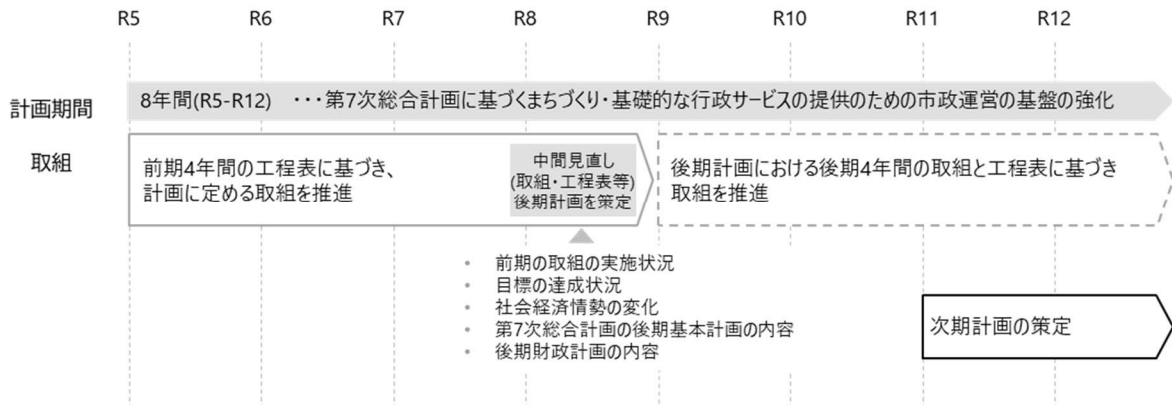 R5 R6 R7 R8 R9 R10 R11 R12
計画期間
8年間(R5-R12) ・・・第7次総合計画に基づくまちづくり・基礎的な行政サービスの提供のための市政運営の基盤の強化
取組
前期4年間の工程表に基づき、
計画に定める取組を推進
中間見直し
(取組・工程表等)
後期計画を策定
後期計画における後期4年間の取組と工程表に基づき
取組を推進
• 前期の取組の実施状況
• 目標の達成状況
• 社会経済情勢の変化
• 第7次総合計画の後期基本計画の内容
• 後期財政計画の内容
次期計画の策定